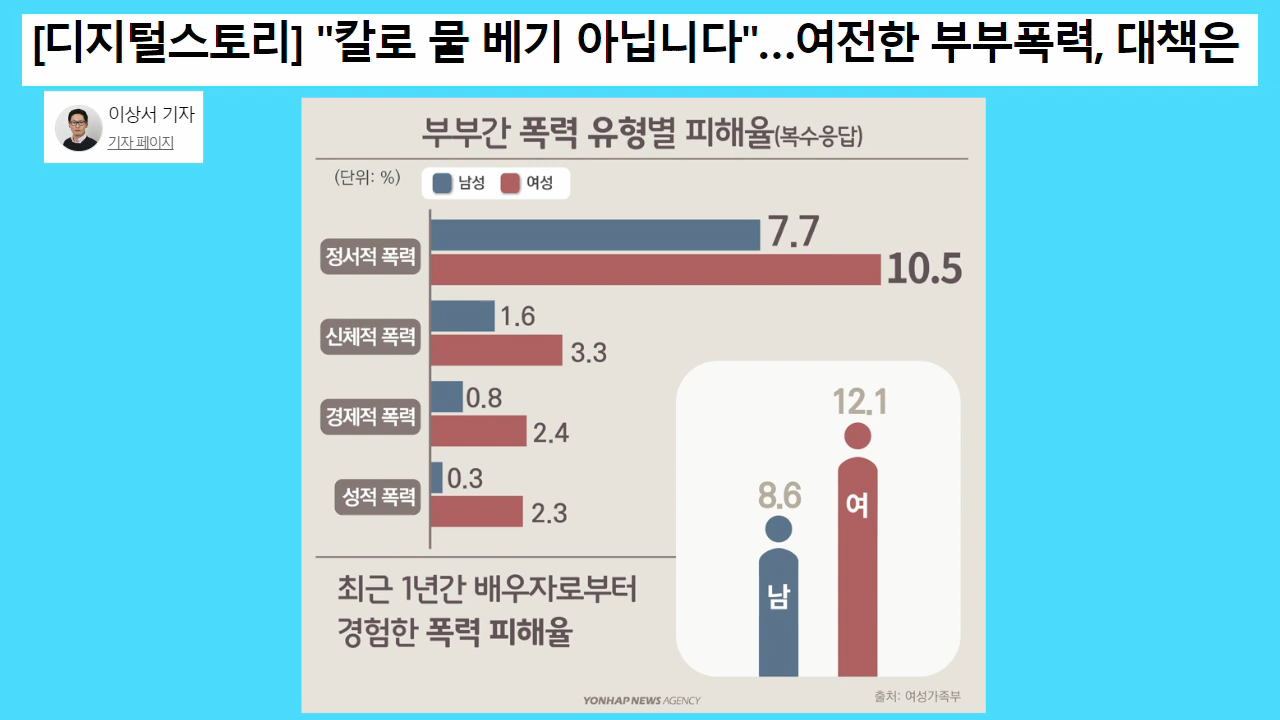 [디지털스토리] "칼로 물 베기 아닙니다"...여전한 부부폭력, 대책은
이상서 기자
기자 페이지
부부간 폭력 유형별 피해율(복수응답)
(단위: %)
남성 여성
정서적 폭력
7.7
10.5
신체적 폭력
1.6
3.3
경제적 폭력
0.8
2.4
성적 폭력
0.3
2.3
12.1
8.6
여
남
최근 1년간 배우자로부터
경험한 폭력 피해율
YONHAP NEWS AGENCY
출처: 여성가족부